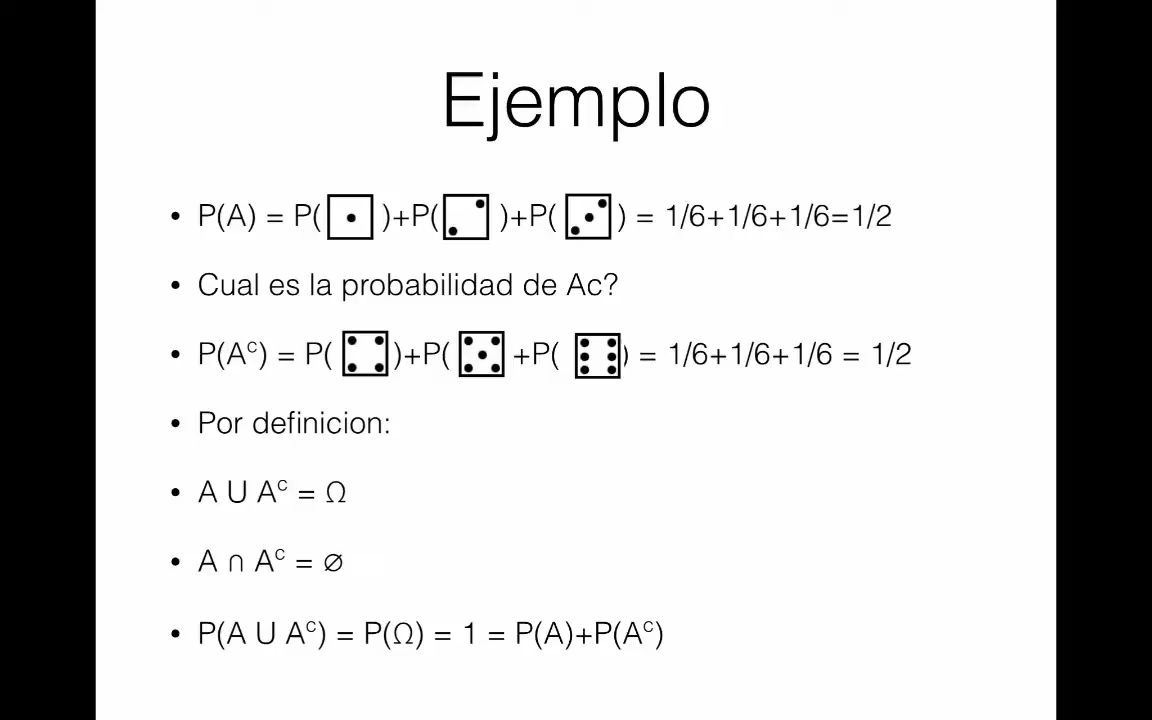 Ejemplo
• P(A) = P( )+P( )+P( ) = 1/6+1/6+1/6=1/2
• Cual es la probabilidad de Ac?
• P(Aᶜ) = P( )+P( +P( ) = 1/6+1/6+1/6 = 1/2
• Por definicion:
• A U Aᶜ = Ω
• A ∩ Aᶜ = ∅
• P(A U Aᶜ) = P(Ω) = 1 = P(A)+P(Aᶜ)